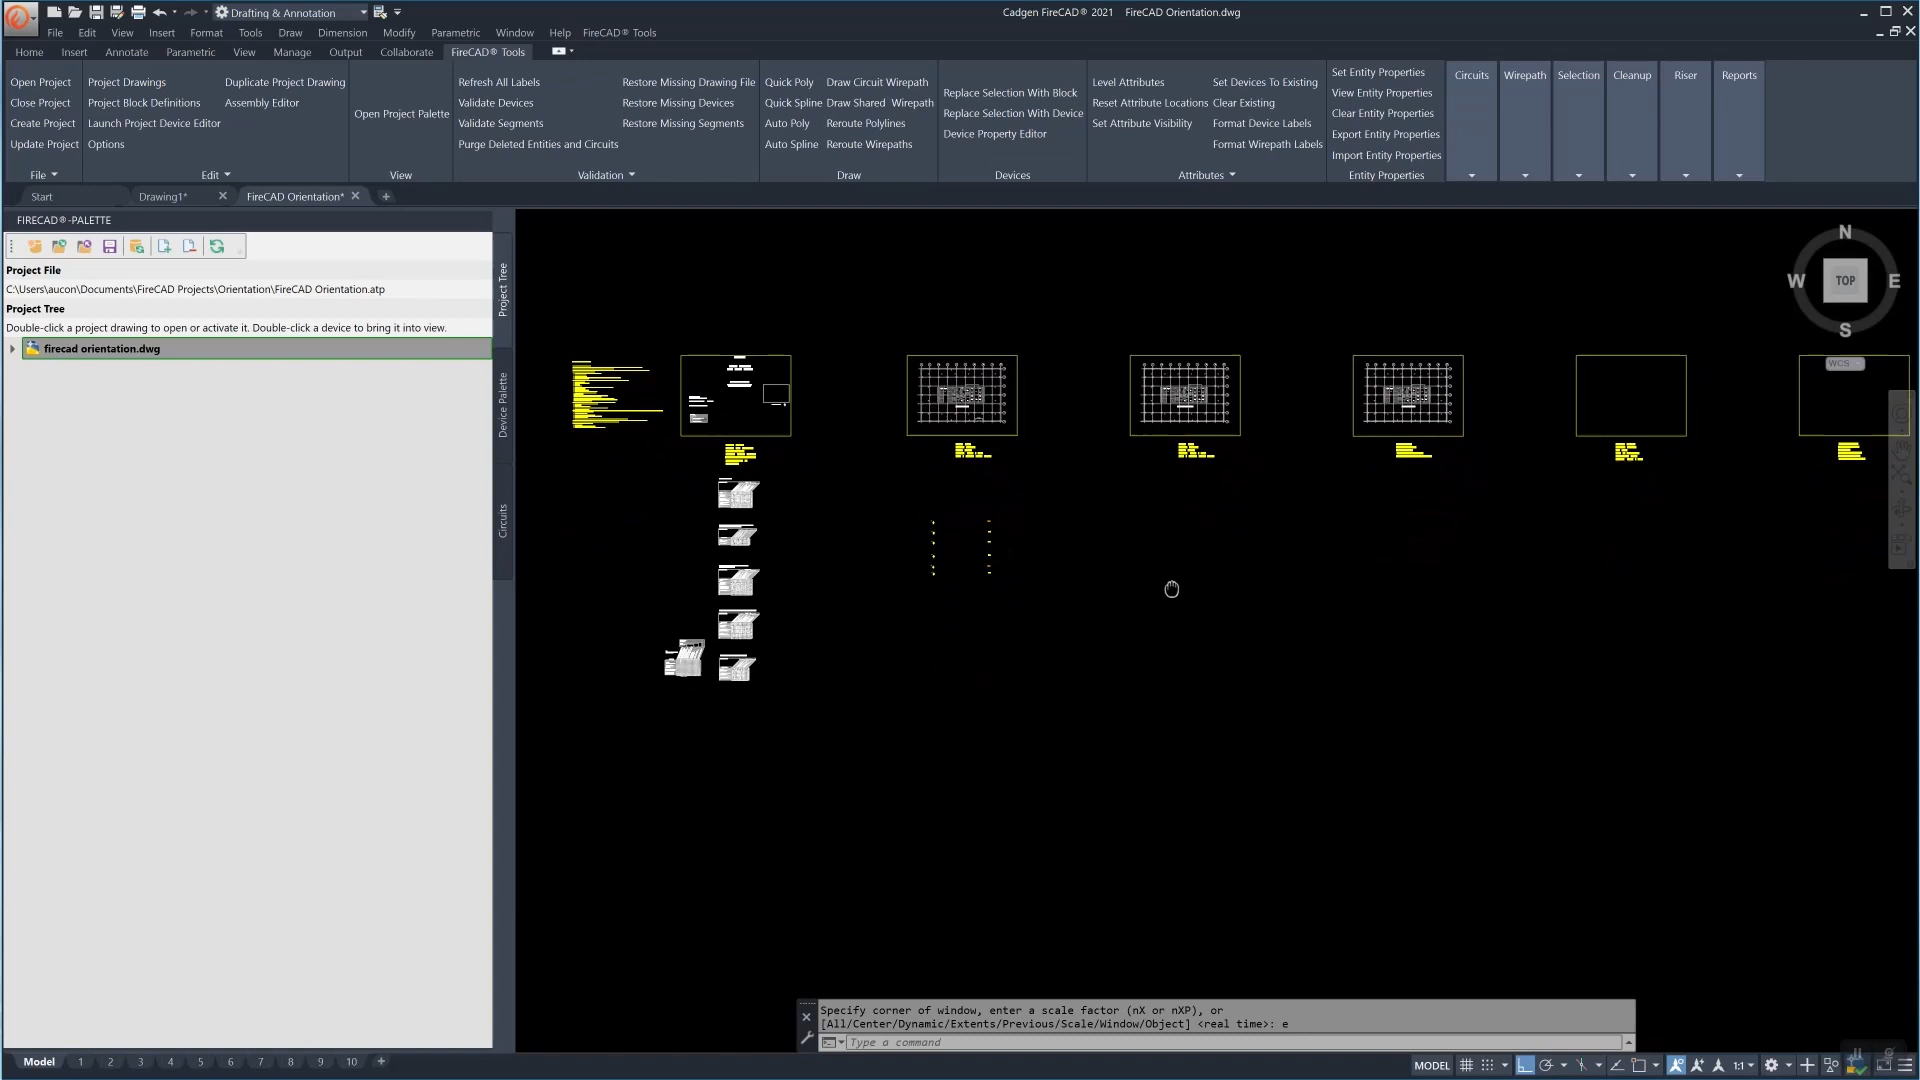 Drafting & Annotation
Cadgen FireCAD® 2021 FireCAD Orientation.dwg
File Edit View Insert Format Tools Draw Dimension Modify Parametric Window Help FireCAD® Tools
Home Insert Annotate Parametric View Manage Output Collaborate FireCAD® Tools
Open Project
Close Project
Create Project
Update Project
File
Project Drawings
Project Block Definitions
Launch Project Device Editor
Options
Duplicate Project Drawing
Assembly Editor
Edit
Open Project Palette
View
Refresh All Labels
Validate Devices
Validate Segments
Purge Deleted Entities and Circuits
Restore Missing Drawing File
Restore Missing Devices
Restore Missing Segments
Validation
Quick Poly
Quick Spline
Auto Poly
Auto Spline
Draw Circuit Wirepath
Draw Shared Wirepath
Reroute Polylines
Reroute Wirepaths
Draw
Replace Selection With Block
Replace Selection With Device
Device Property Editor
Devices
Level Attributes
Reset Attribute Locations
Set Attribute Visibility
Set Devices To Existing
Clear Existing
Format Device Labels
Format Wirepath Labels
Attributes
Set Entity Properties
View Entity Properties
Clear Entity Properties
Export Entity Properties
Import Entity Properties
Entity Properties
Circuits
Wirepath
Selection
Cleanup
Riser
Reports
Start Drawing1* FireCAD Orientation*
FIRECAD®-PALETTE
Project File
C:\Users\aucon\Documents\FireCAD Projects\Orientation\FireCAD Orientation.atp
Project Tree
Double-click a project drawing to open or activate it. Double-click a device to bring it into view.
firecad orientation.dwg
Project Tree
Device Palette
Circuits
N
W TOP E
S
WCS
Specify corner of window, enter a scale factor (nX or nXP), or
[All/Center/Dynamic/Extents/Previous/Scale/Window/Object] <real time>: e
Type a command
Model 1 2 3 4 5 6 7 8 9 10
MODEL 1:1